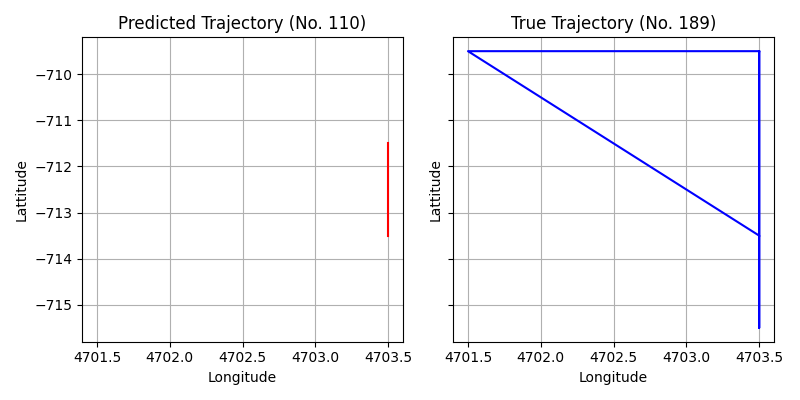 Predicted Trajectory (No. 110)
True Trajectory (No. 189)
Lattitude
−710
−711
−712
−713
−714
−715
4701.5 4702.0 4702.5 4703.0 4703.5
Longitude
Lattitude
4701.5 4702.0 4702.5 4703.0 4703.5
Longitude